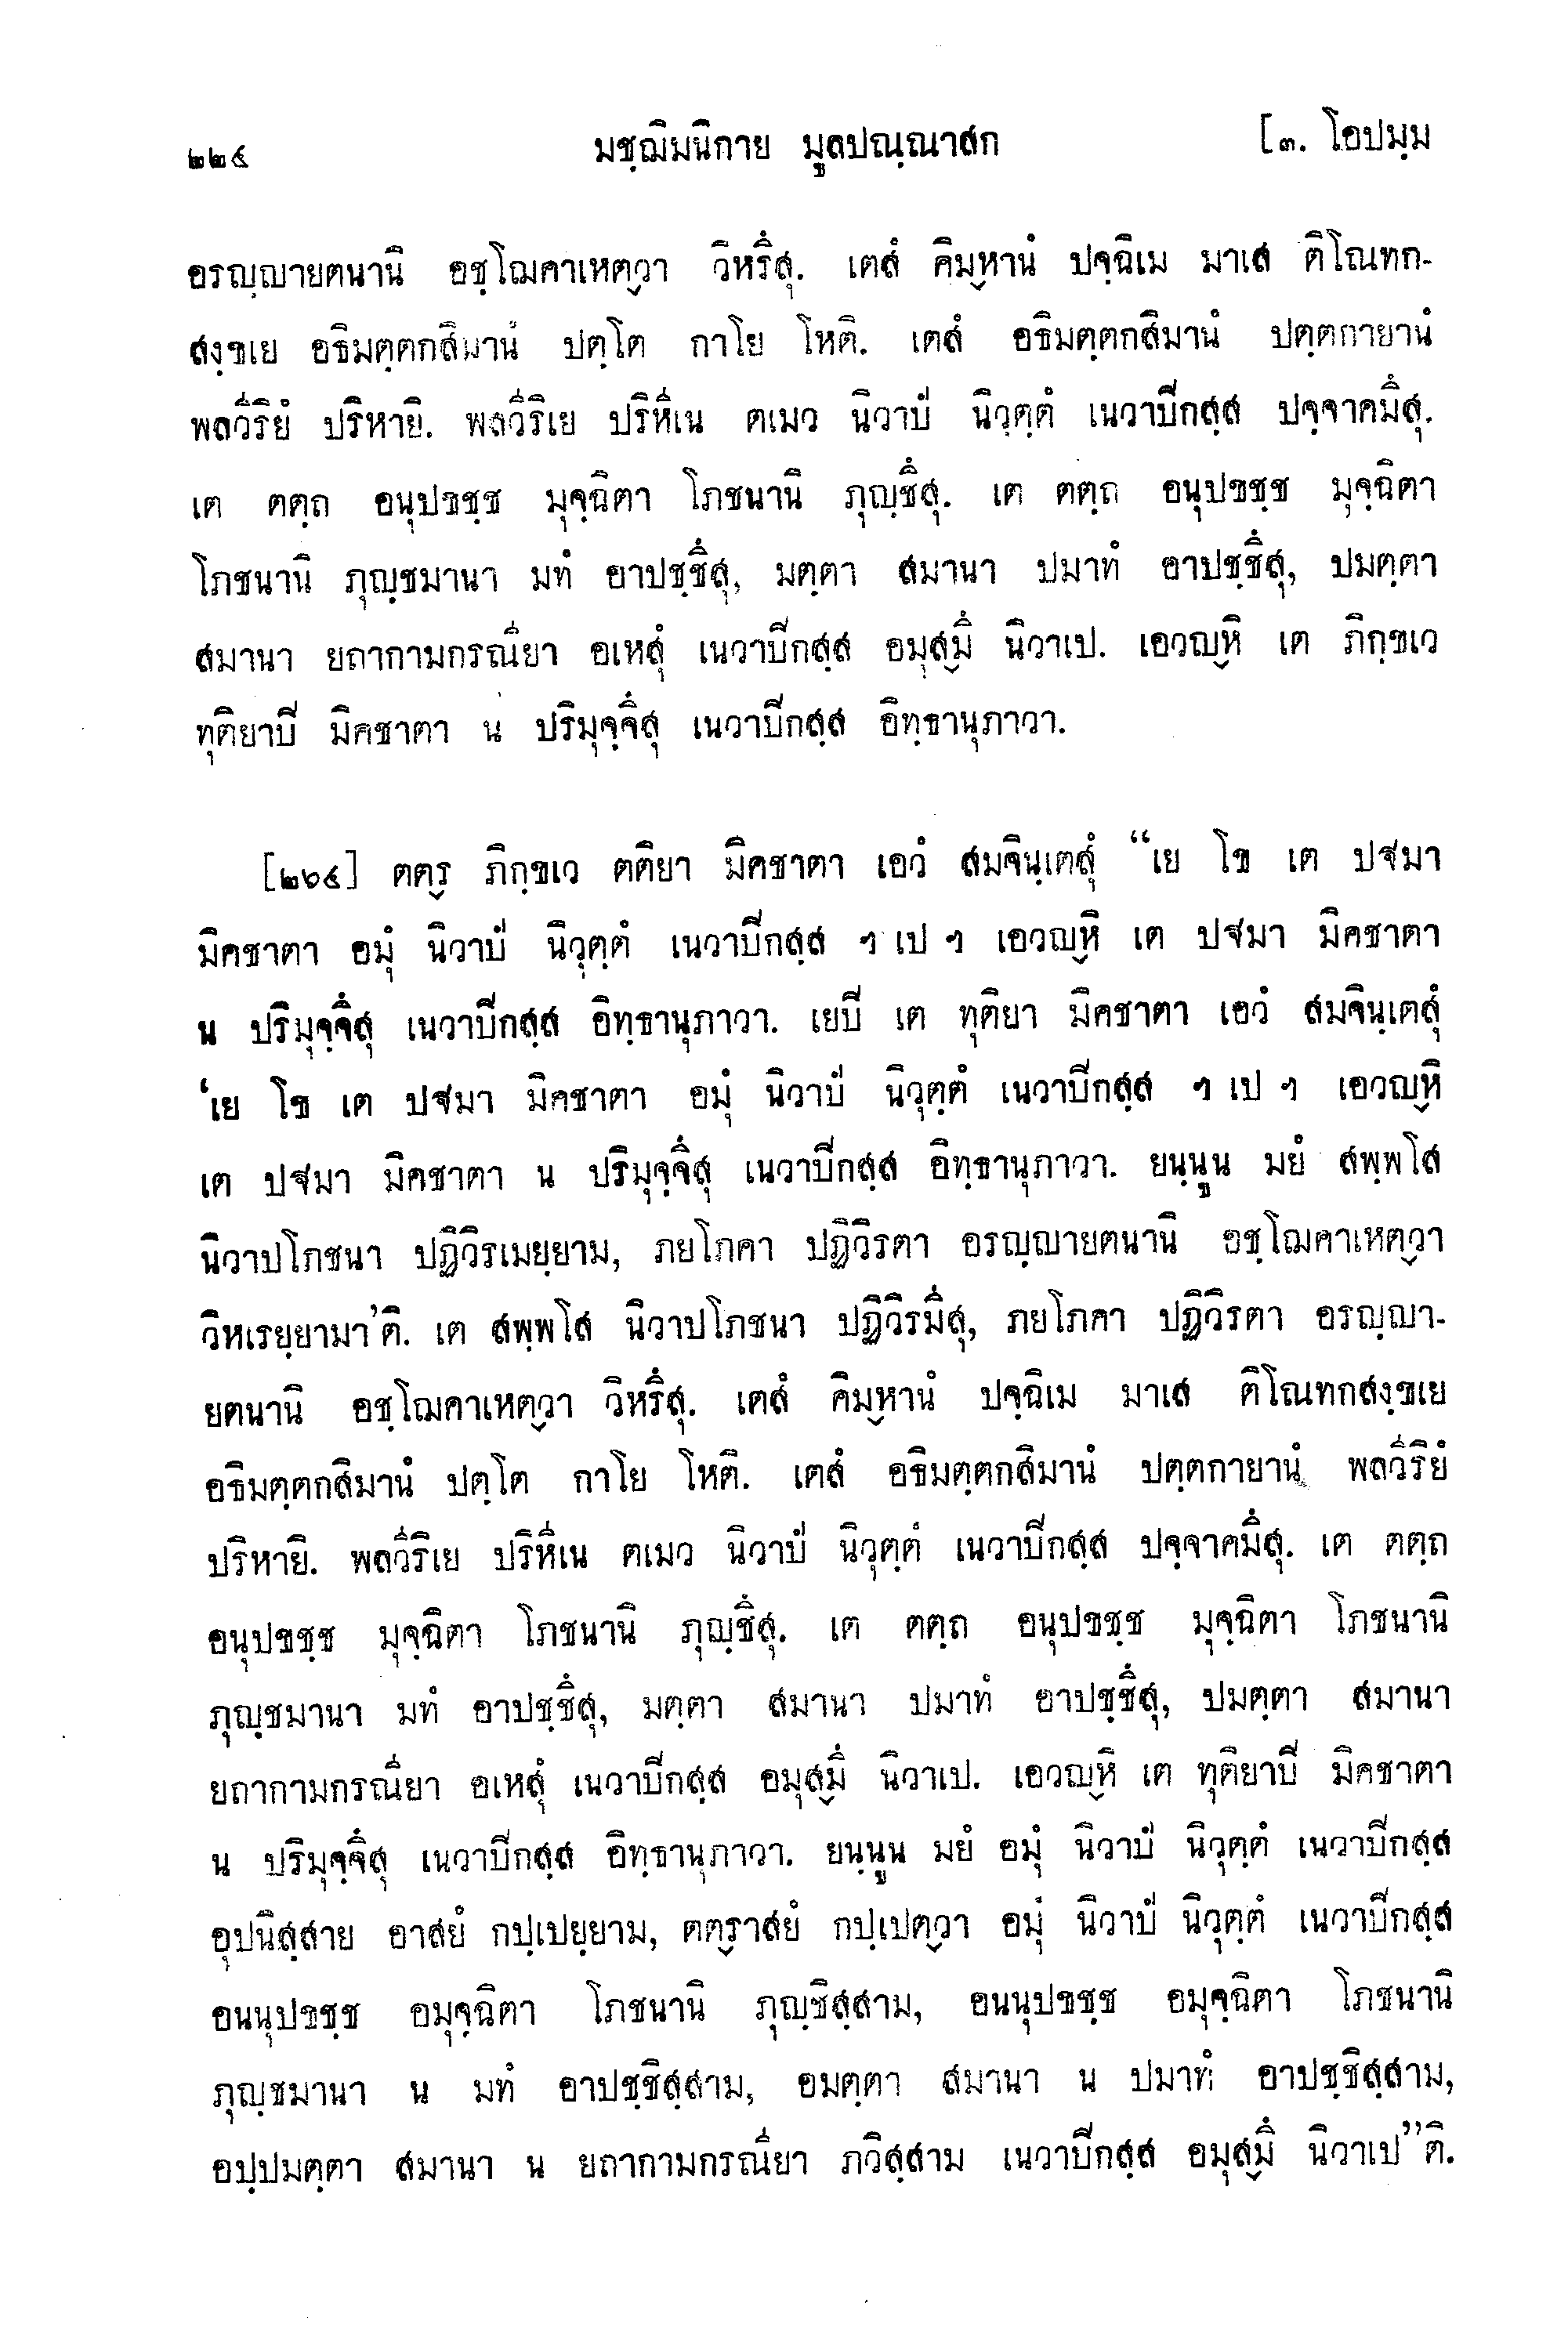 ๒๒๔ มชฺฌิมนิกาย มูลปณฺณาสก [๓. โอปมฺม
อรญฺญายตนานิ อชฺโฌคาเหตฺวา วิหรึสุ. เตสํ คิมฺหานํ ปจฺฉิเม มาเส ติโณทก-
สงฺขเย อธิมตฺตกสิมานํ ปตฺโต กาโย โหติ. เตสํ อธิมตฺตกสิมานํ ปตฺตกายานํ
พลวีริยํ ปริหายิ. พลวีริเย ปริหีเน ตเมว นิวาปํ นิวุตฺตํ เนวาปิกสฺส ปจฺจาคมึสุ.
เต ตตฺถ อนุปขชฺช มุจฺฉิตา โภชนานิ ภุญฺชึสุ. เต ตตฺถ อนุปขชฺช มุจฺฉิตา
โภชนานิ ภุญฺชมานา มทํ อาปชฺชึสุ, มตฺตา สมานา ปมาทํ อาปชฺชึสุ, ปมตฺตา
สมานา ยถากามกรณียา อเหสุํ เนวาปิกสฺส อมุสฺมึ นิวาเป. เอวญฺหิ เต ภิกฺขเว
ทุติยาปิ มิคชาตา น ปริมุจฺจึสุ เนวาปิกสฺส อิทฺธานุภาวา.
[๒๖๔] ตตฺร ภิกฺขเว ตติยา มิคชาตา เอวํ สมจินฺเตสุํ “เย โข เต ปฐมา
มิคชาตา อมุํ นิวาปํ นิวุตฺตํ เนวาปิกสฺส ฯ เป ฯ เอวญฺหิ เต ปฐมา มิคชาตา
น ปริมุจฺจึสุ เนวาปิกสฺส อิทฺธานุภาวา. เยปิ เต ทุติยา มิคชาตา เอวํ สมจินฺเตสุํ
‘เย โข เต ปฐมา มิคชาตา อมุํ นิวาปํ นิวุตฺตํ เนวาปิกสฺส ฯ เป ฯ เอวญฺหิ
เต ปฐมา มิคชาตา น ปริมุจฺจึสุ เนวาปิกสฺส อิทฺธานุภาวา. ยนฺนูน มยํ สพฺพโส
นิวาปโภชนา ปฏิวิรเมยฺยาม, ภยโภคา ปฏิวิรตา อรญฺญายตนานิ อชฺโฌคาเหตฺวา
วิหเรยฺยามา’ติ. เต สพฺพโส นิวาปโภชนา ปฏิวิรมึสุ, ภยโภคา ปฏิวิรตา อรญฺญา-
ยตนานิ อชฺโฌคาเหตฺวา วิหรึสุ. เตสํ คิมฺหานํ ปจฺฉิเม มาเส ติโณทกสงฺขเย
อธิมตฺตกสิมานํ ปตฺโต กาโย โหติ. เตสํ อธิมตฺตกสิมานํ ปตฺตกายานํ พลวีริยํ
ปริหายิ. พลวีริเย ปริหีเน ตเมว นิวาปํ นิวุตฺตํ เนวาปิกสฺส ปจฺจาคมึสุ. เต ตตฺถ
อนุปขชฺช มุจฺฉิตา โภชนานิ ภุญฺชึสุ. เต ตตฺถ อนุปขชฺช มุจฺฉิตา โภชนานิ
ภุญฺชมานา มทํ อาปชฺชึสุ, มตฺตา สมานา ปมาทํ อาปชฺชึสุ, ปมตฺตา สมานา
ยถากามกรณียา อเหสุํ เนวาปิกสฺส อมุสฺมึ นิวาเป. เอวญฺหิ เต ทุติยาปิ มิคชาตา
น ปริมุจฺจึสุ เนวาปิกสฺส อิทฺธานุภาวา. ยนฺนูน มยํ อมุํ นิวาปํ นิวุตฺตํ เนวาปิกสฺส
อุปนิสฺสาย อาสยํ กปฺเปยฺยาม, ตตฺราสยํ กปฺเปตฺวา อมุํ นิวาปํ นิวุตฺตํ เนวาปิกสฺส
อนนุปขชฺช อมุจฺฉิตา โภชนานิ ภุญฺชิสฺสาม, อนนุปขชฺช อมุจฺฉิตา โภชนานิ
ภุญฺชมานา น มทํ อาปชฺชิสฺสาม, อมตฺตา สมานา น ปมาทํ อาปชฺชิสฺสาม,
อปฺปมตฺตา สมานา น ยถากามกรณียา ภวิสฺสาม เนวาปิกสฺส อมุสฺมึ นิวาเป”ติ.